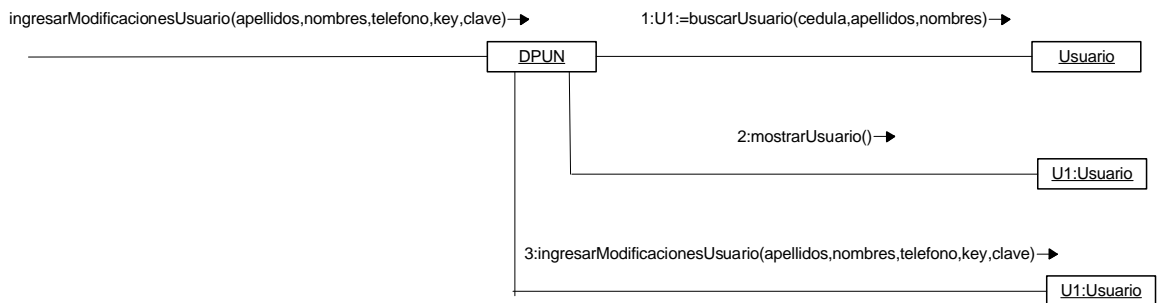 ingresarModificacionesUsuario(apellidos,nombres,telefono,key,clave)
1:U1:=buscarUsuario(cedula,apellidos,nombres)
DPUN
Usuario
2:mostrarUsuario()
U1:Usuario
3:ingresarModificacionesUsuario(apellidos,nombres,telefono,key,clave)
U1:Usuario